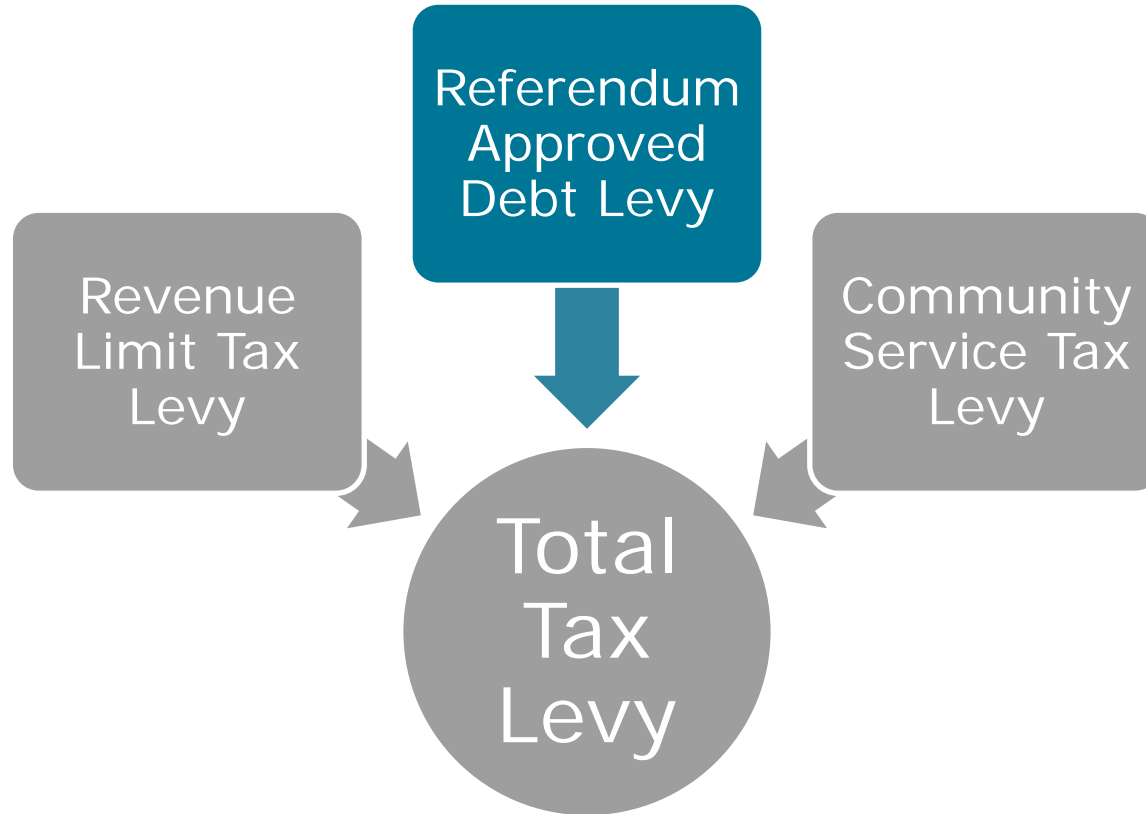 Referendum
Approved
Debt Levy
Revenue
Limit Tax
Levy
Community
Service Tax
Levy
Total
Tax
Levy